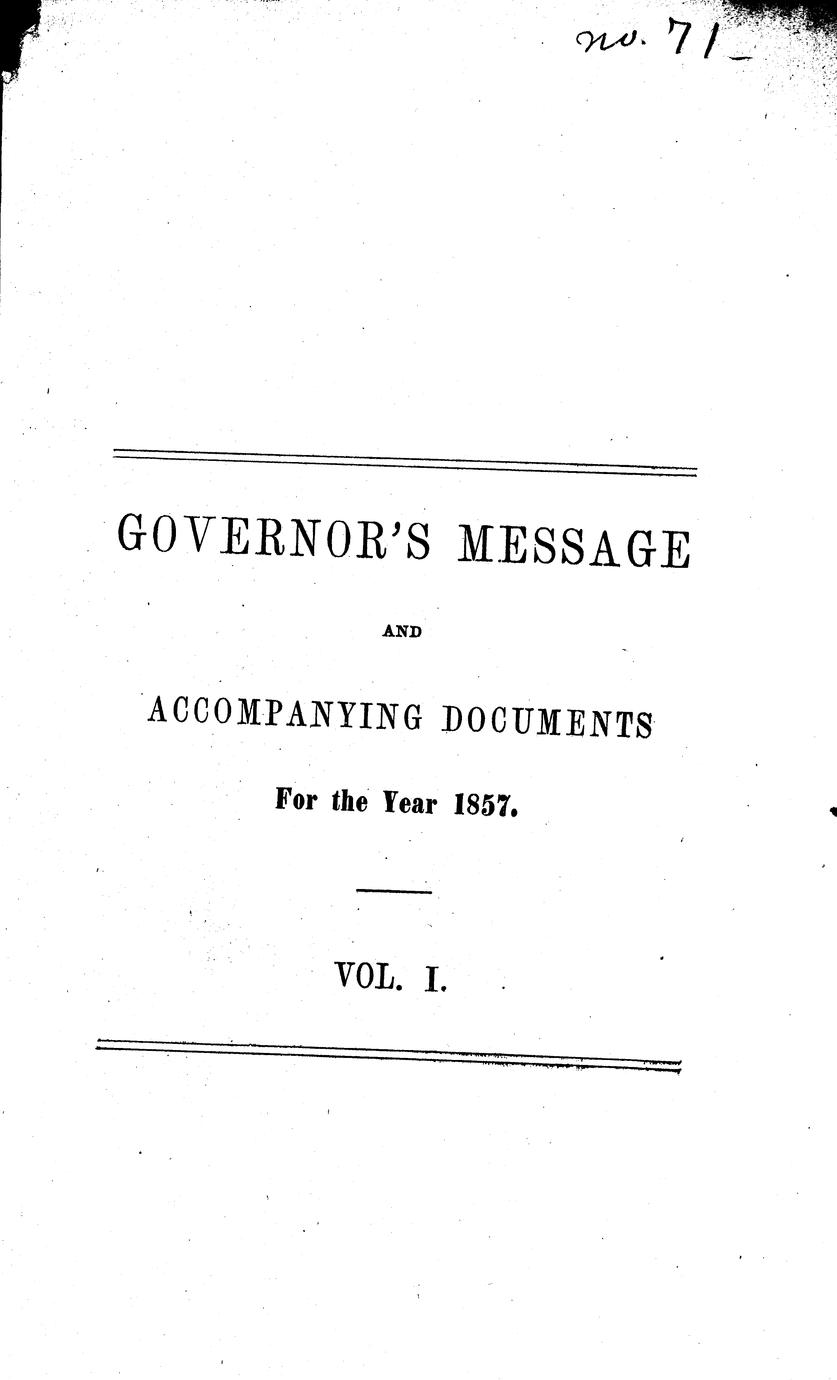 no. 71
GOVERNOR'S MESSAGE
AND
ACCOMPANYING DOCUMENTS
For the Year 1857.
VOL. I.